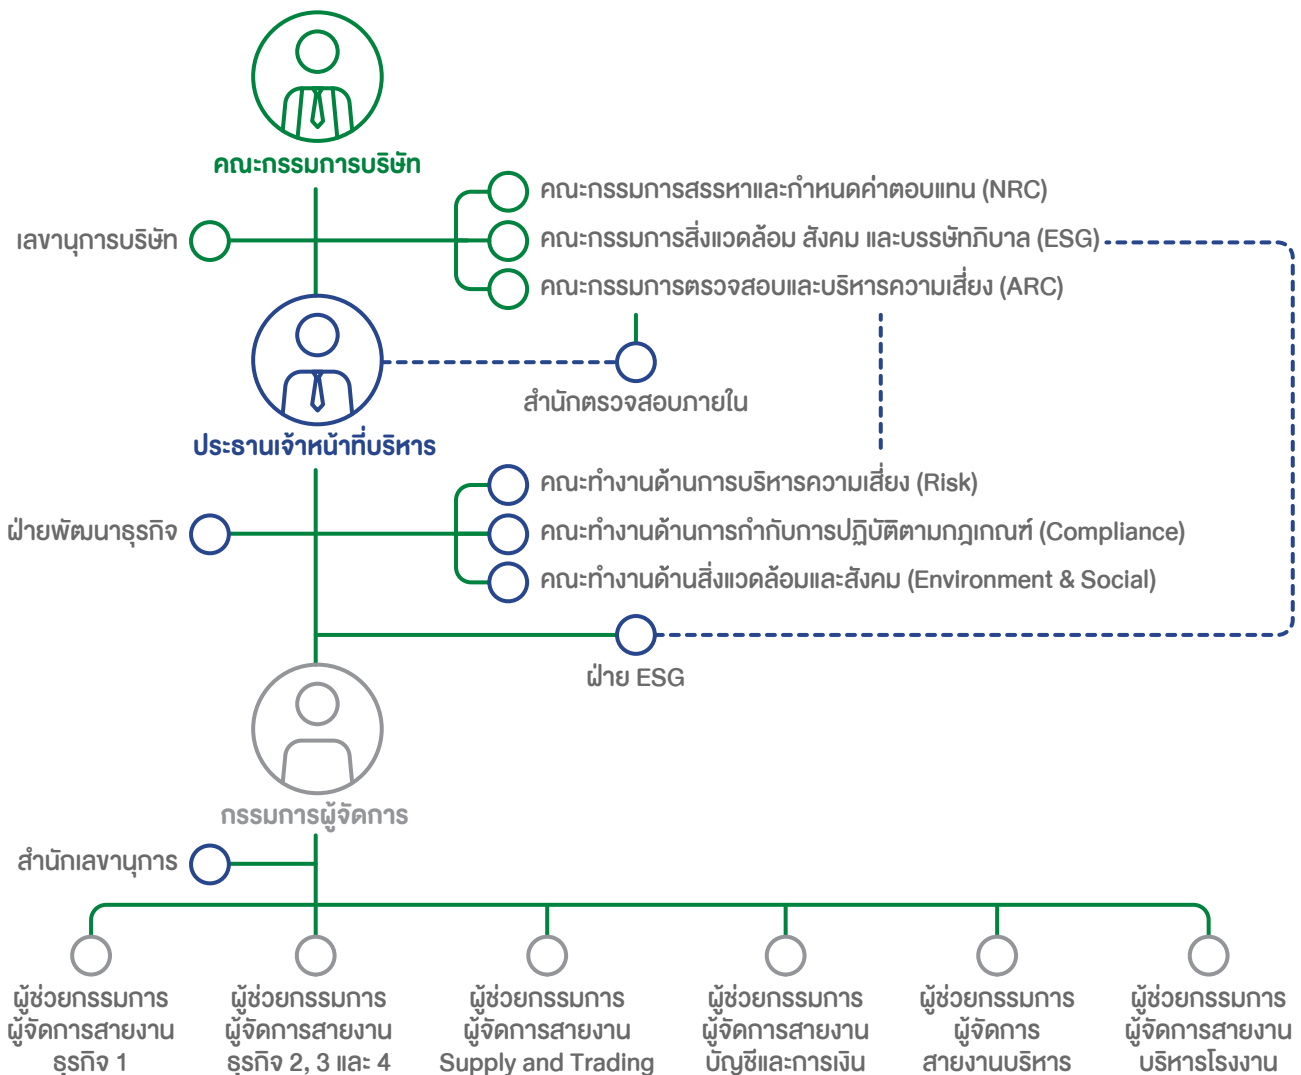 คณะกรรมการบริษัท
เลขานุการบริษัท
คณะกรรมการสรรหาและกำหนดค่าตอบแทน (NRC)
คณะกรรมการสิ่งแวดล้อม สังคม และบรรษัทภิบาล (ESG)
คณะกรรมการตรวจสอบและบริหารความเสี่ยง (ARC)
สำนักตรวจสอบภายใน
ประธานเจ้าหน้าที่บริหาร
ฝ่ายพัฒนาธุรกิจ
คณะทำงานด้านการบริหารความเสี่ยง (Risk)
คณะทำงานด้านการกำกับการปฏิบัติตามกฎเกณฑ์ (Compliance)
คณะทำงานด้านสิ่งแวดล้อมและสังคม (Environment & Social)
ฝ่าย ESG
กรรมการผู้จัดการ
สำนักเลขานุการ
ผู้ช่วยกรรมการ
ผู้จัดการสายงาน
ธุรกิจ 1
ผู้ช่วยกรรมการ
ผู้จัดการสายงาน
ธุรกิจ 2, 3 และ 4
ผู้ช่วยกรรมการ
ผู้จัดการสายงาน
Supply and Trading
ผู้ช่วยกรรมการ
ผู้จัดการสายงาน
บัญชีและการเงิน
ผู้ช่วยกรรมการ
ผู้จัดการ
สายงานบริหาร
ผู้ช่วยกรรมการ
ผู้จัดการสายงาน
บริหารโรงงาน